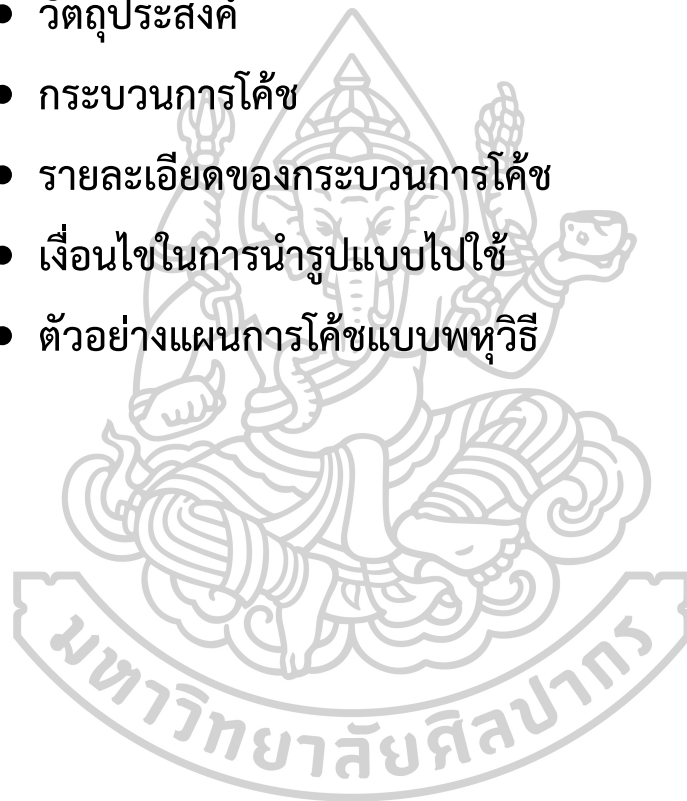 • วัตถุประสงค์
• กระบวนการโค้ช
• รายละเอียดของกระบวนการโค้ช
• เงื่อนไขในการนำรูปแบบไปใช้
• ตัวอย่างแผนการโค้ชแบบพหุวิธี
มหาวิทยาลัยศิลปากร